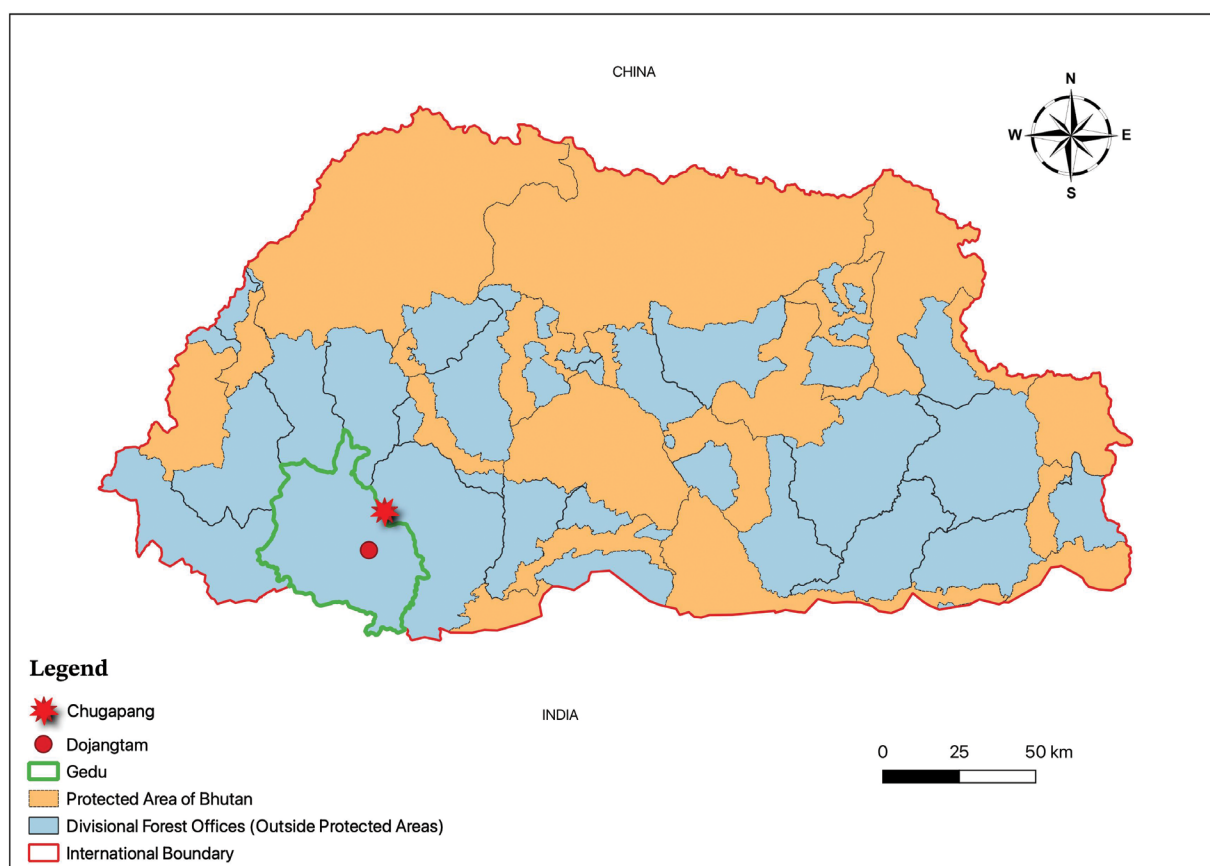 CHINA
N
W E
S
Legend
Chugapang
Dojangtam
Gedu
Protected Area of Bhutan
Divisional Forest Offices (Outside Protected Areas)
International Boundary
INDIA
0 25 50 km